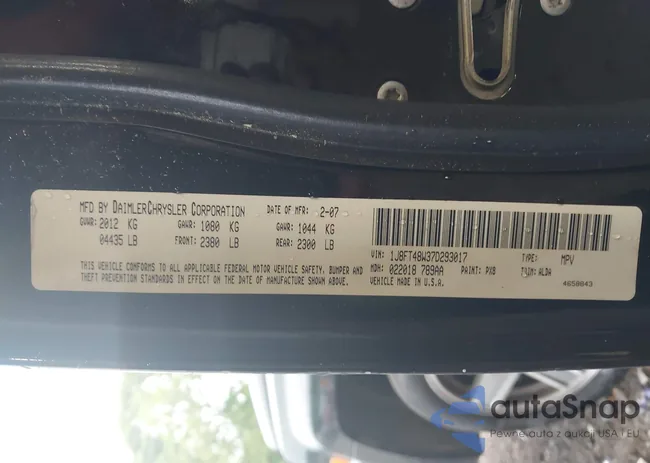 MFD BY DAIMLERCHRYSLER CORPORATION DATE OF MFR: 2-07
GVWR: 2012 KG GAWR: 1080 KG GAWR: 1044 KG
04435 LB FRONT: 2380 LB REAR: 2300 LB
THIS VEHICLE CONFORMS TO ALL APPLICABLE FEDERAL MOTOR VEHICLE SAFETY, BUMPER AND
THEFT PREVENTION STANDARDS IN EFFECT ON THE DATE OF MANUFACTURE SHOWN ABOVE.
VIN: 1J8FT48W37D293017 TYPE: MPV
MDH: 022018 789AA PAINT: PXB TRIM: ALDA
VEHICLE MADE IN U.S.A. 4658843
autoSnap
Pewne auta z aukcji USA i EU